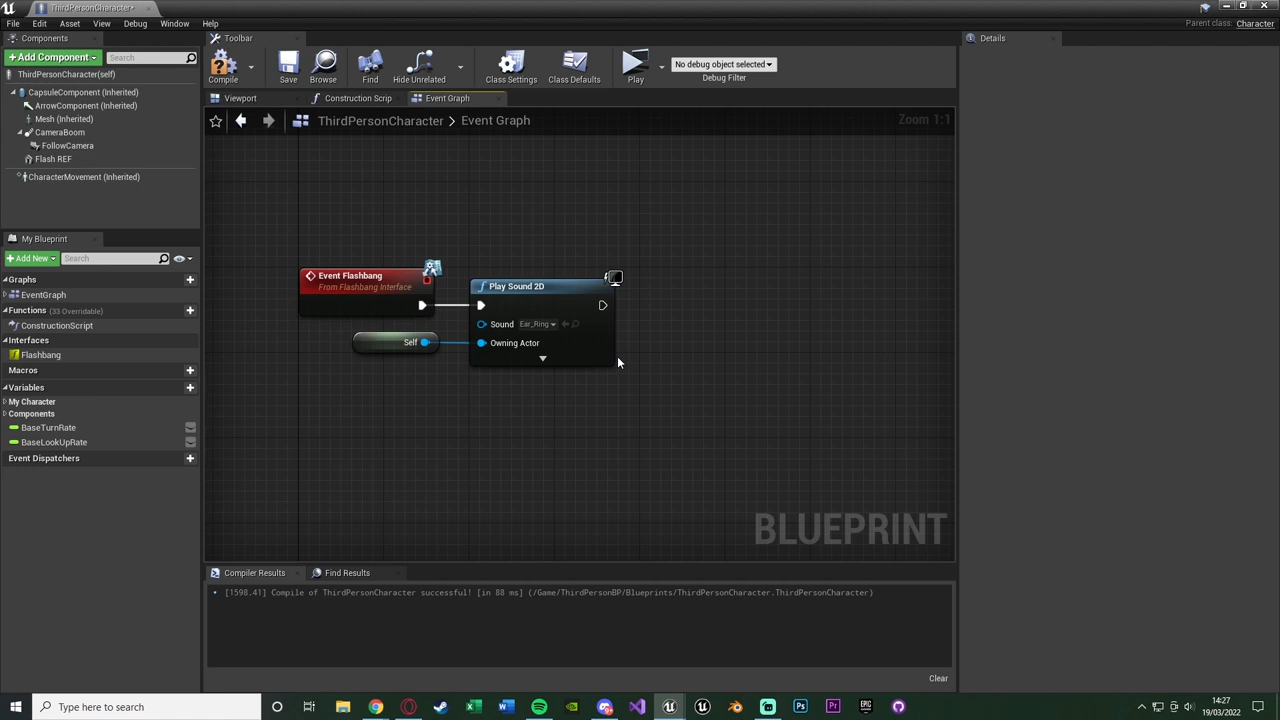 ThirdPersonCharacter*
File Edit Asset View Debug Window Help
Parent class: Character
Components
Toolbar
Details
+Add Component
Search
Compile
Save
Browse
Find
Hide Unrelated
Class Settings
Class Defaults
Play
No debug object selected
Debug Filter
ThirdPersonCharacter(self)
CapsuleComponent (Inherited)
ArrowComponent (Inherited)
Mesh (Inherited)
CameraBoom
FollowCamera
Flash REF
CharacterMovement (Inherited)
Viewport
Construction Scrip
Event Graph
ThirdPersonCharacter > Event Graph
Zoom 1:1
My Blueprint
+Add New
Search
Graphs
EventGraph
Functions (33 Overridable)
ConstructionScript
Interfaces
Flashbang
Macros
Variables
My Character
Components
BaseTurnRate
BaseLookUpRate
Event Dispatchers
Event Flashbang
From Flashbang Interface
Self
Play Sound 2D
Sound Ear_Ring
Owning Actor
BLUEPRINT
Compiler Results
Find Results
[1598.41] Compile of ThirdPersonCharacter successful! [in 88 ms] (/Game/ThirdPersonBP/Blueprints/ThirdPersonCharacter.ThirdPersonCharacter)
Clear
Type here to search
14:27
19/03/2022